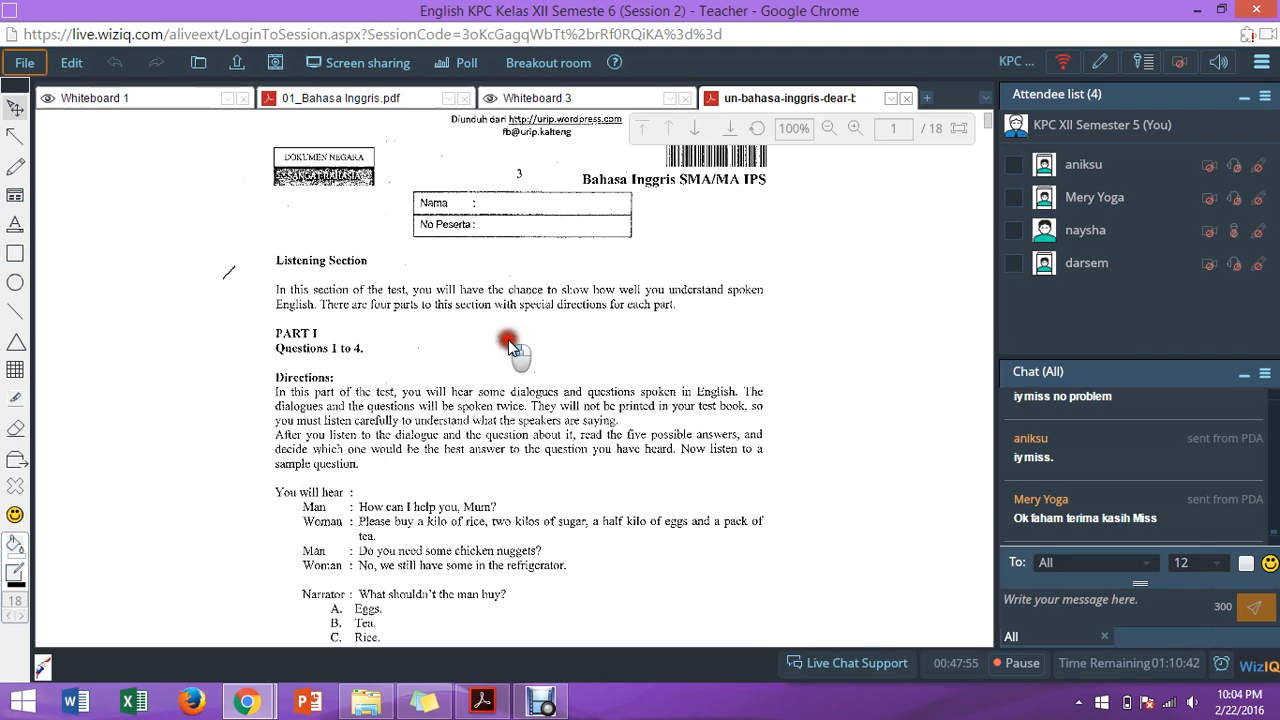 English KPC Kelas XII Semeste 6 (Session 2) - Teacher - Google Chrome
https://live.wiziq.com/aliveext/LoginToSession.aspx?SessionCode=3oKcGagqWbTt%2brRf0RQiKA%3d%3d
File Edit Screen sharing Poll Breakout room KPC ...
Whiteboard 1 01_Bahasa Inggris.pdf Whiteboard 3 un-bahasa-inggris-dear-b
Attendee list (4)
KPC XII Semester 5 (You)
aniksu
Mery Yoga
naysha
darsem
100% 1 / 18
Diunduh dari http://urip.wordpress.com
fb@urip.kalteng
DOKUMEN NEGARA
3
Bahasa Inggris SMA/MA IPS
Nama :
No Peserta :
Listening Section
In this section of the test, you will have the chance to show how well you understand spoken
English. There are four parts to this section with special directions for each part.
PART I
Questions 1 to 4.
Directions:
In this part of the test, you will hear some dialogues and questions spoken in English. The
dialogues and the questions will be spoken twice. They will not be printed in your test book, so
you must listen carefully to understand what the speakers are saying.
After you listen to the dialogue and the question about it, read the five possible answers, and
decide which one would be the best answer to the question you have heard. Now listen to a
sample question.
You will hear :
Man : How can I help you, Mum?
Woman : Please buy a kilo of rice, two kilos of sugar, a half kilo of eggs and a pack of
tea.
Man : Do you need some chicken nuggets?
Woman : No, we still have some in the refrigerator.
Narrator : What shouldn't the man buy?
A. Eggs.
B. Tea.
C. Rice.
Chat (All)
iy miss no problem
aniksu sent from PDA
iy miss.
Mery Yoga sent from PDA
Ok faham terima kasih Miss
To: All 12
Write your message here. 300
All
18
Live Chat Support 00:47:55 Pause Time Remaining 01:10:42 WizIQ
10:04 PM
2/22/2016